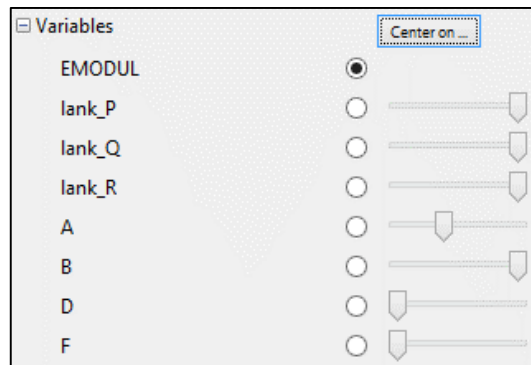 Variables Center on ...
EMODUL
lank_P
lank_Q
lank_R
A
B
D
F